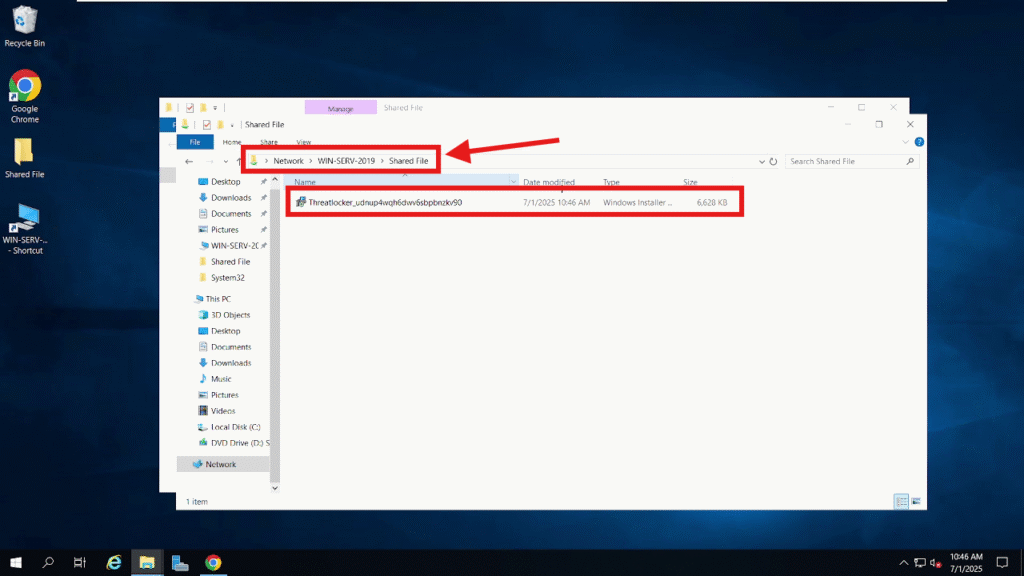 Recycle Bin
Google
Chrome
Shared File
WIN-SERV-...
- Shortcut
Manage
Shared File
Shared File
File
Home
Share
View
Network
WIN-SERV-2019
Shared File
Search Shared File
Name
Date modified
Type
Size
Threatlocker_udnup4wqh6dwv6sbpbnzkv90
7/1/2025 10:46 AM
Windows Installer ...
6,628 KB
Desktop
Downloads
Documents
Pictures
WIN-SERV-20
Shared File
System32
This PC
3D Objects
Desktop
Documents
Downloads
Music
Pictures
Videos
Local Disk (C:)
DVD Drive (D:) S
Network
1 item
10:46 AM
7/1/2025